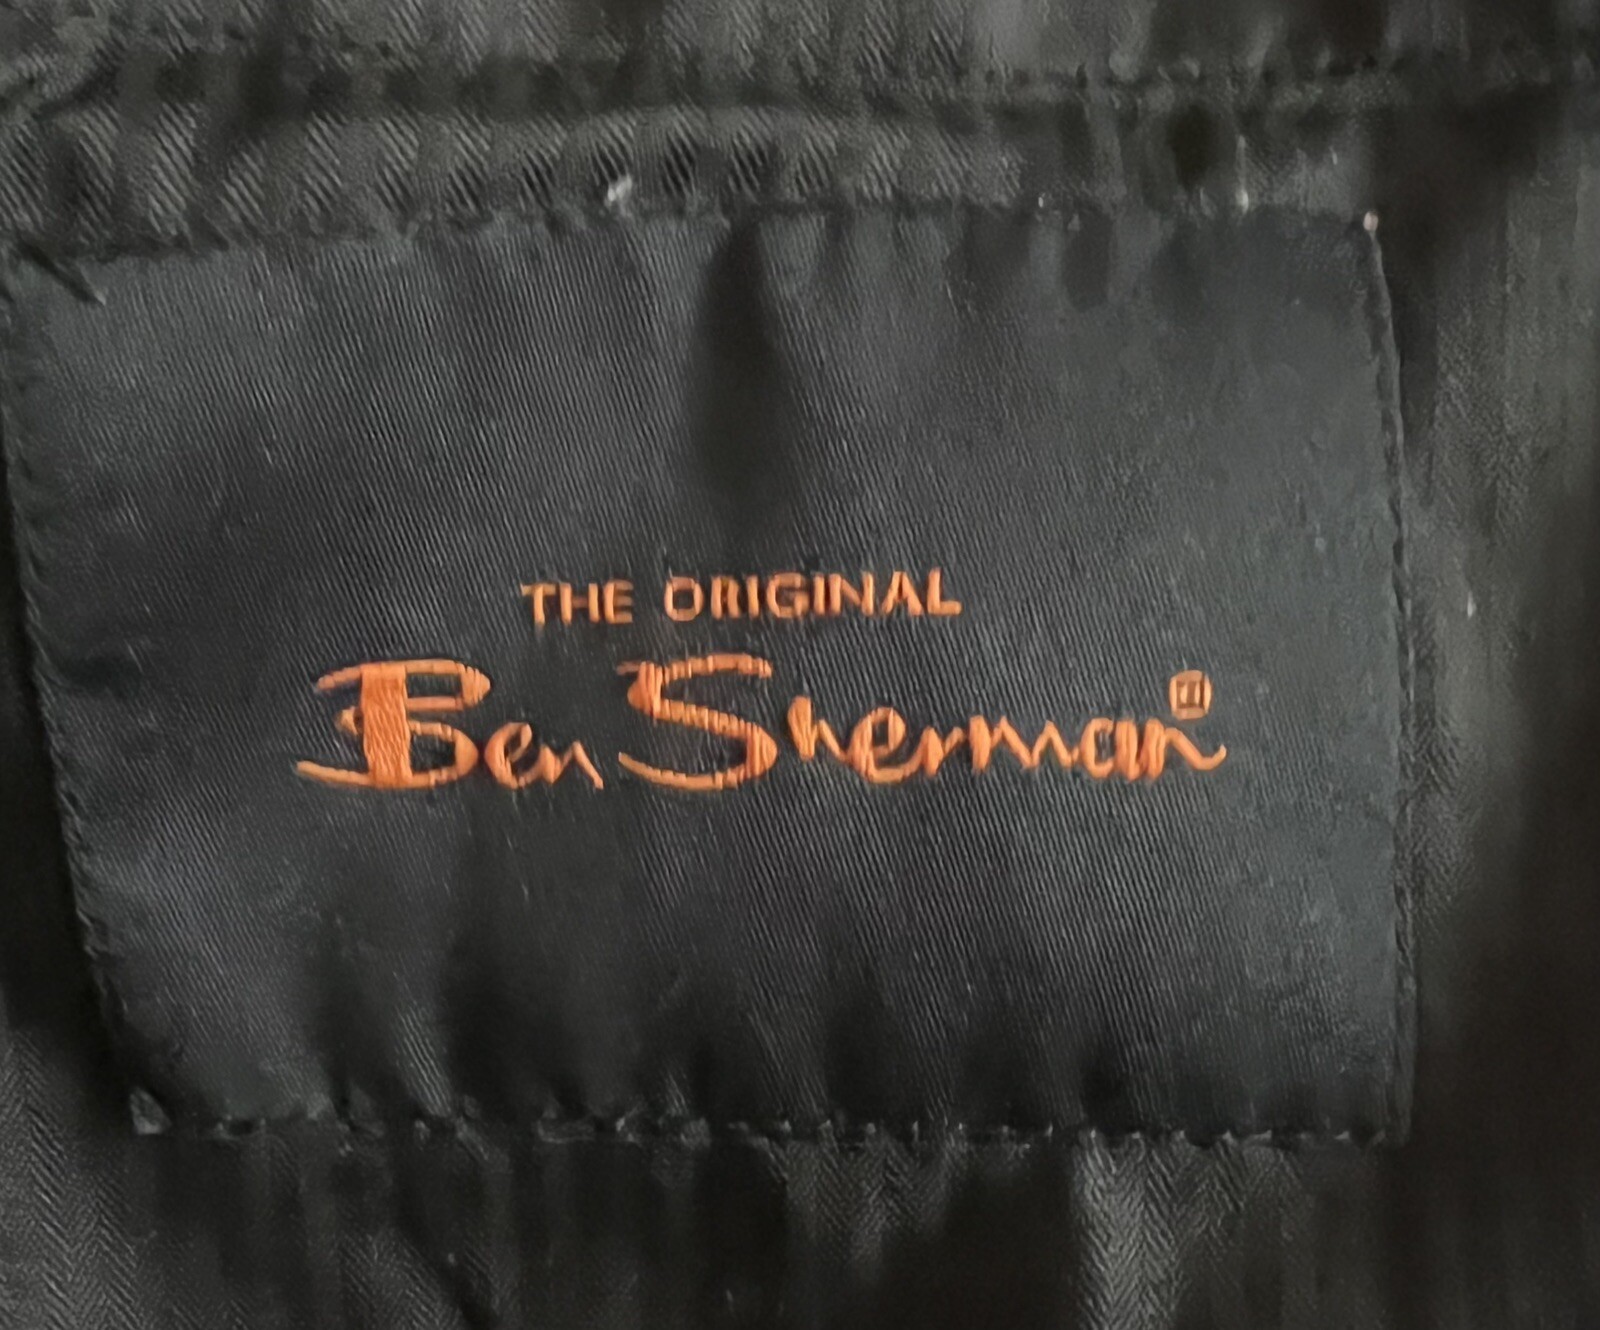 THE ORIGINAL
Ben Sherman®